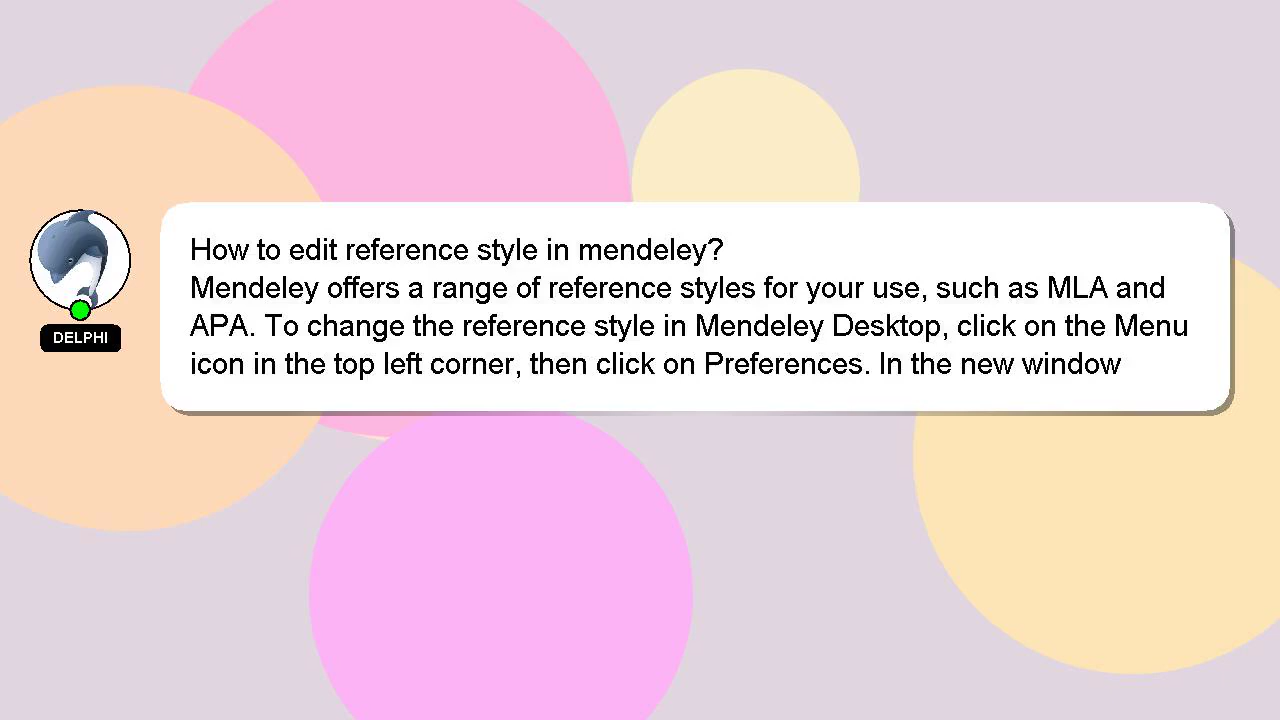 How to edit reference style in mendeley?
Mendeley offers a range of reference styles for your use, such as MLA and
APA. To change the reference style in Mendeley Desktop, click on the Menu
icon in the top left corner, then click on Preferences. In the new window
DELPHI